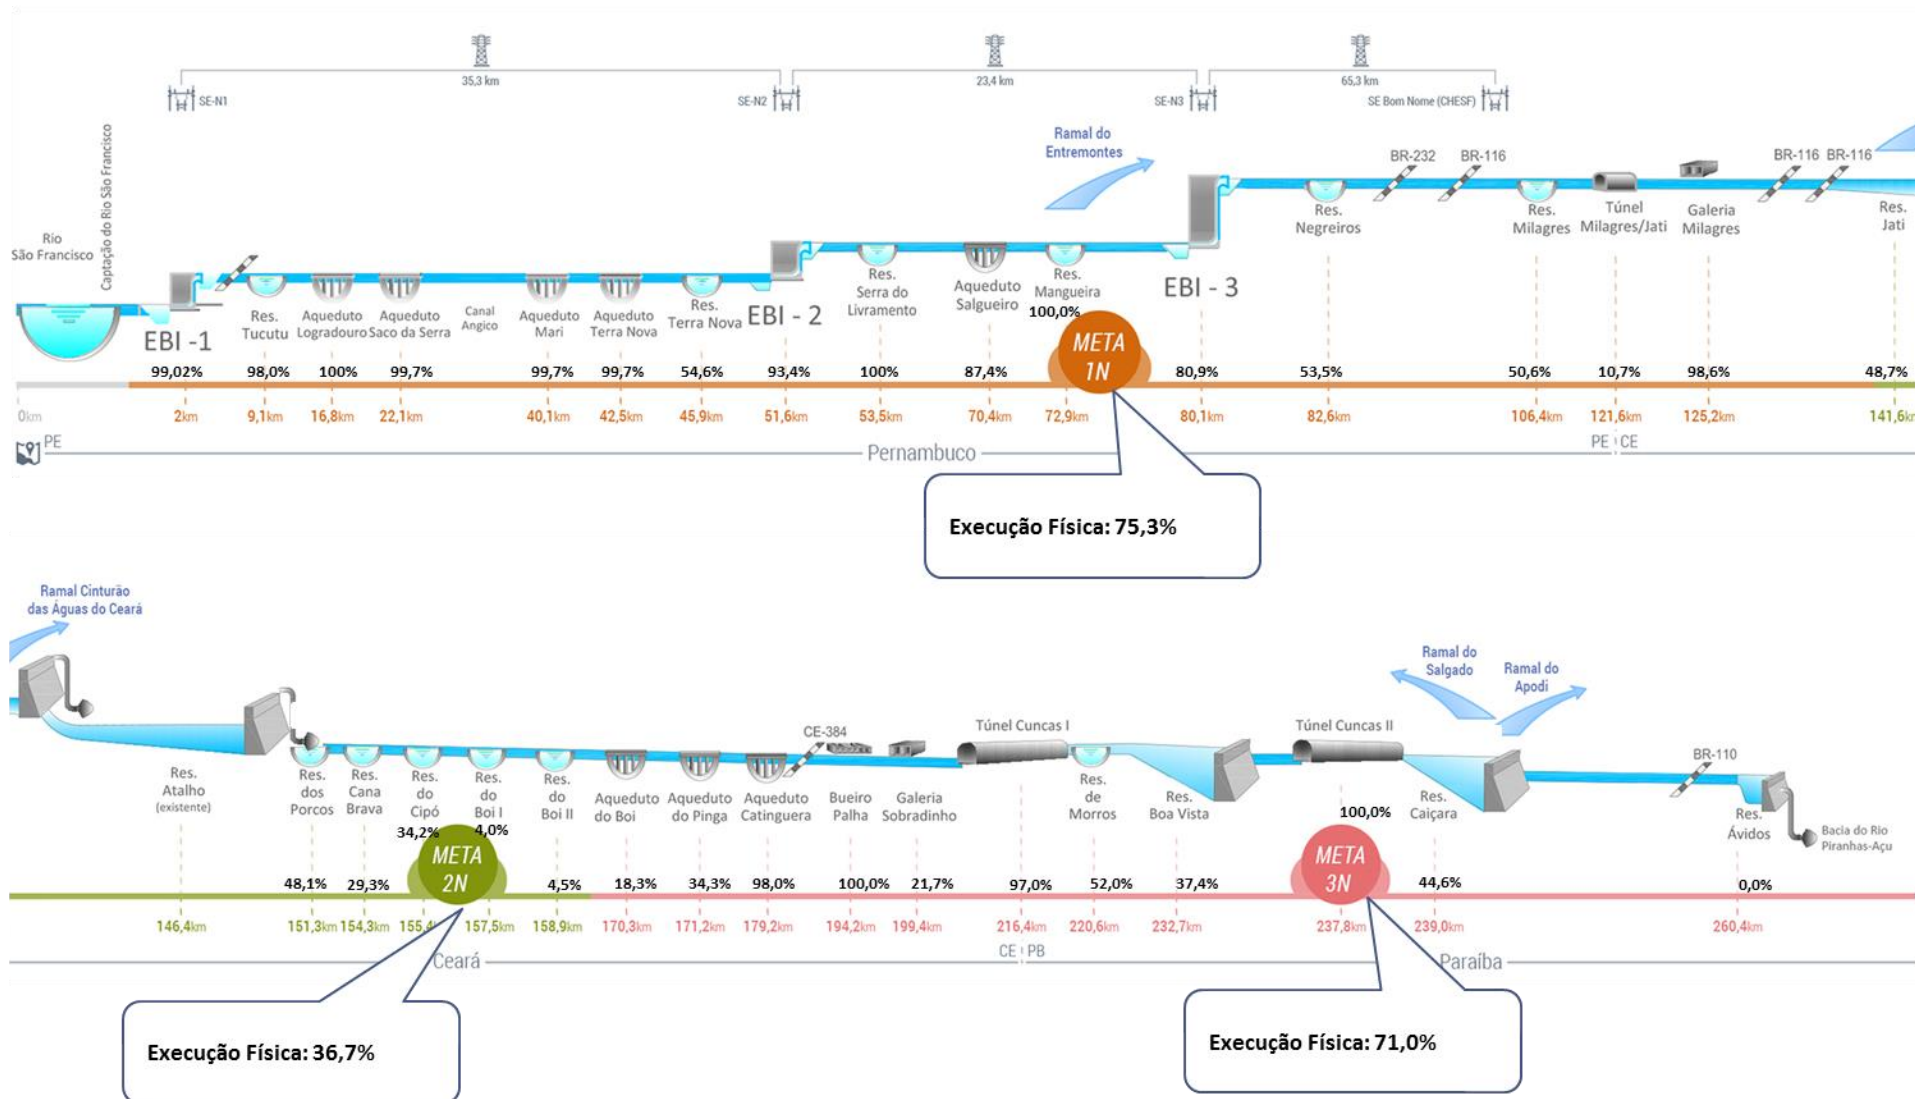 35,3 km
23,4 km
65,3 km
SE-N1
SE-N2
SE-N3
SE Bom Nome (CHESF)
Captação do Rio São Francisco
Rio
São Francisco
Ramal do
Entremontes
BR-232
BR-116
BR-116
BR-116
EBI -1
Res.
Tucutu
Aqueduto
Logradouro
Aqueduto
Saco da Serra
Canal
Angico
Aqueduto
Mari
Aqueduto
Terra Nova
Res.
Terra Nova
EBI - 2
Res.
Serra do
Livramento
Aqueduto
Salgueiro
Res.
Mangueira
100,0%
EBI - 3
Res.
Negreiros
Res.
Milagres
Túnel
Milagres/Jati
Galeria
Milagres
Res.
Jati
META
1N
99,02%
98,0%
100%
99,7%
99,7%
99,7%
54,6%
93,4%
100%
87,4%
80,9%
53,5%
50,6%
10,7%
98,6%
48,7%
0km
2km
9,1km
16,8km
22,1km
40,1km
42,5km
45,9km
51,6km
53,5km
70,4km
72,9km
80,1km
82,6km
106,4km
121,6km
125,2km
141,6km
PE
Pernambuco
PE CE
Execução Física: 75,3%
Ramal Cinturão
das Águas do Ceará
Ramal do
Salgado
Ramal do
Apodi
CE-384
Túnel Cuncas I
Túnel Cuncas II
BR-110
Res.
Atalho
(existente)
Res.
dos
Porcos
Res.
Cana
Brava
Res.
do
Cipó
34,2%
Res.
do
Boi I
4,0%
Res.
do
Boi II
Aqueduto
do Boi
Aqueduto
do Pinga
Aqueduto
Catinguera
Bueiro
Palha
Galeria
Sobradinho
Res.
de
Morros
Res.
Boa Vista
100,0%
Res.
Caiçara
Res.
Ávidos
Bacia do Rio
Piranhas-Açu
META
2N
META
3N
48,1%
29,3%
4,5%
18,3%
34,3%
98,0%
100,0%
21,7%
97,0%
52,0%
37,4%
44,6%
0,0%
146,4km
151,3km
154,3km
155,4
157,5km
158,9km
170,3km
171,2km
179,2km
194,2km
199,4km
216,4km
220,6km
232,7km
237,8km
239,0km
260,4km
Ceará
CE PB
Paraíba
Execução Física: 36,7%
Execução Física: 71,0%